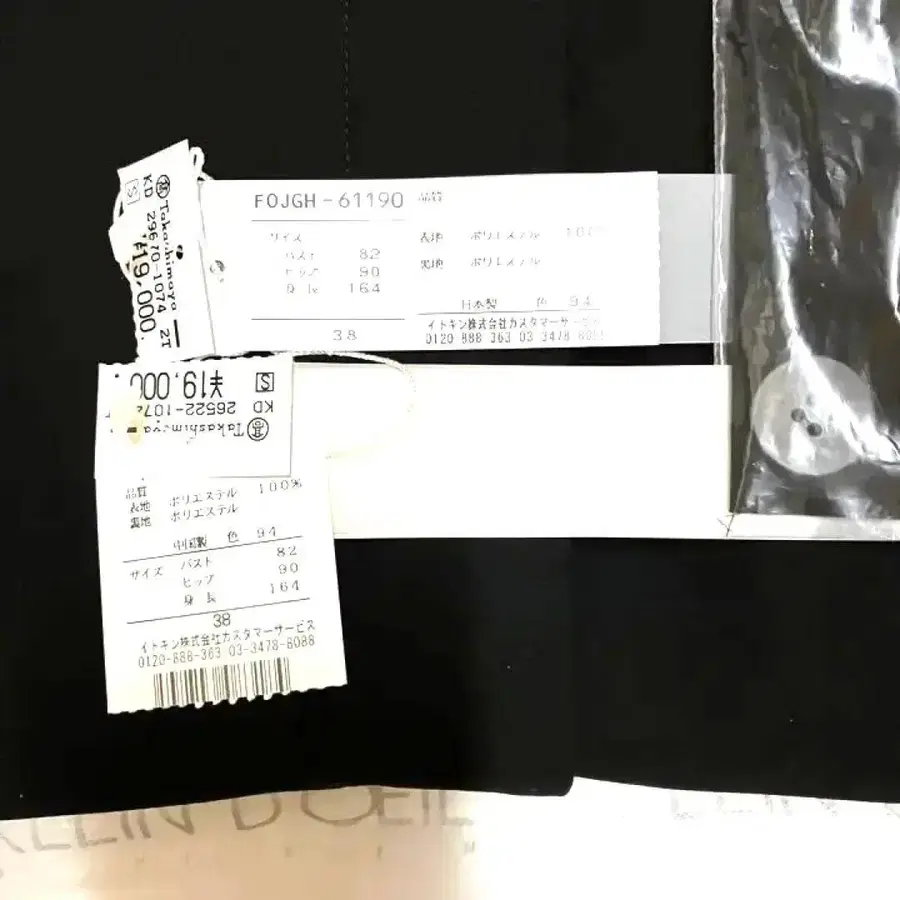 Takashimaya
S KD 29670-1074 2T
¥19,000.
FOJGH-61190 品質
サイズ
バスト 82
ヒップ 90
身長 164
38
表地 ポリエステル 100%
裏地 ポリエステル
日本製 色 94
イトキン株式会社カスタマーサービス
0120-888-363 03-3478-8088
¥19,000 S
KD 26522-1074
Takashimaya
品質
表地 ポリエステル 100%
裏地 ポリエステル
中国製 色 94
サイズ バスト 82
ヒップ 90
身長 164
38
イトキン株式会社カスタマーサービス
0120-888-363 03-3478-8088
KLEIN D'OEIL